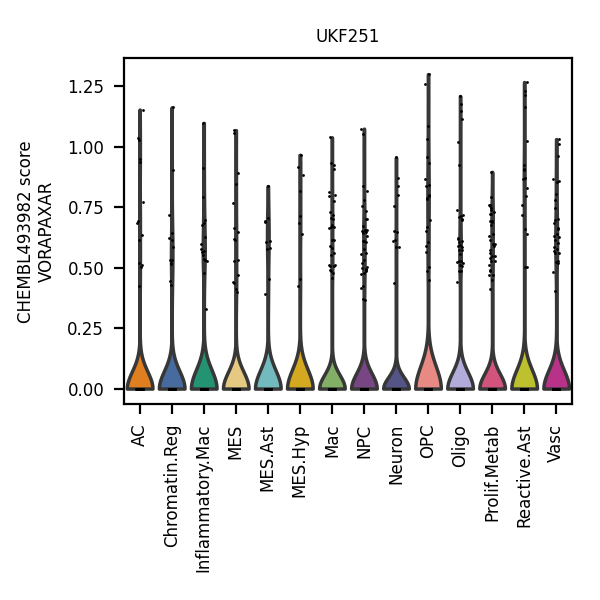 UKF251
CHEMBL493982 score
VORAPAXAR
1.25
1.00
0.75
0.50
0.25
0.00
AC
Chromatin.Reg
Inflammatory.Mac
MES
MES.Ast
MES.Hyp
Mac
NPC
Neuron
OPC
Oligo
Prolif.Metab
Reactive.Ast
Vasc